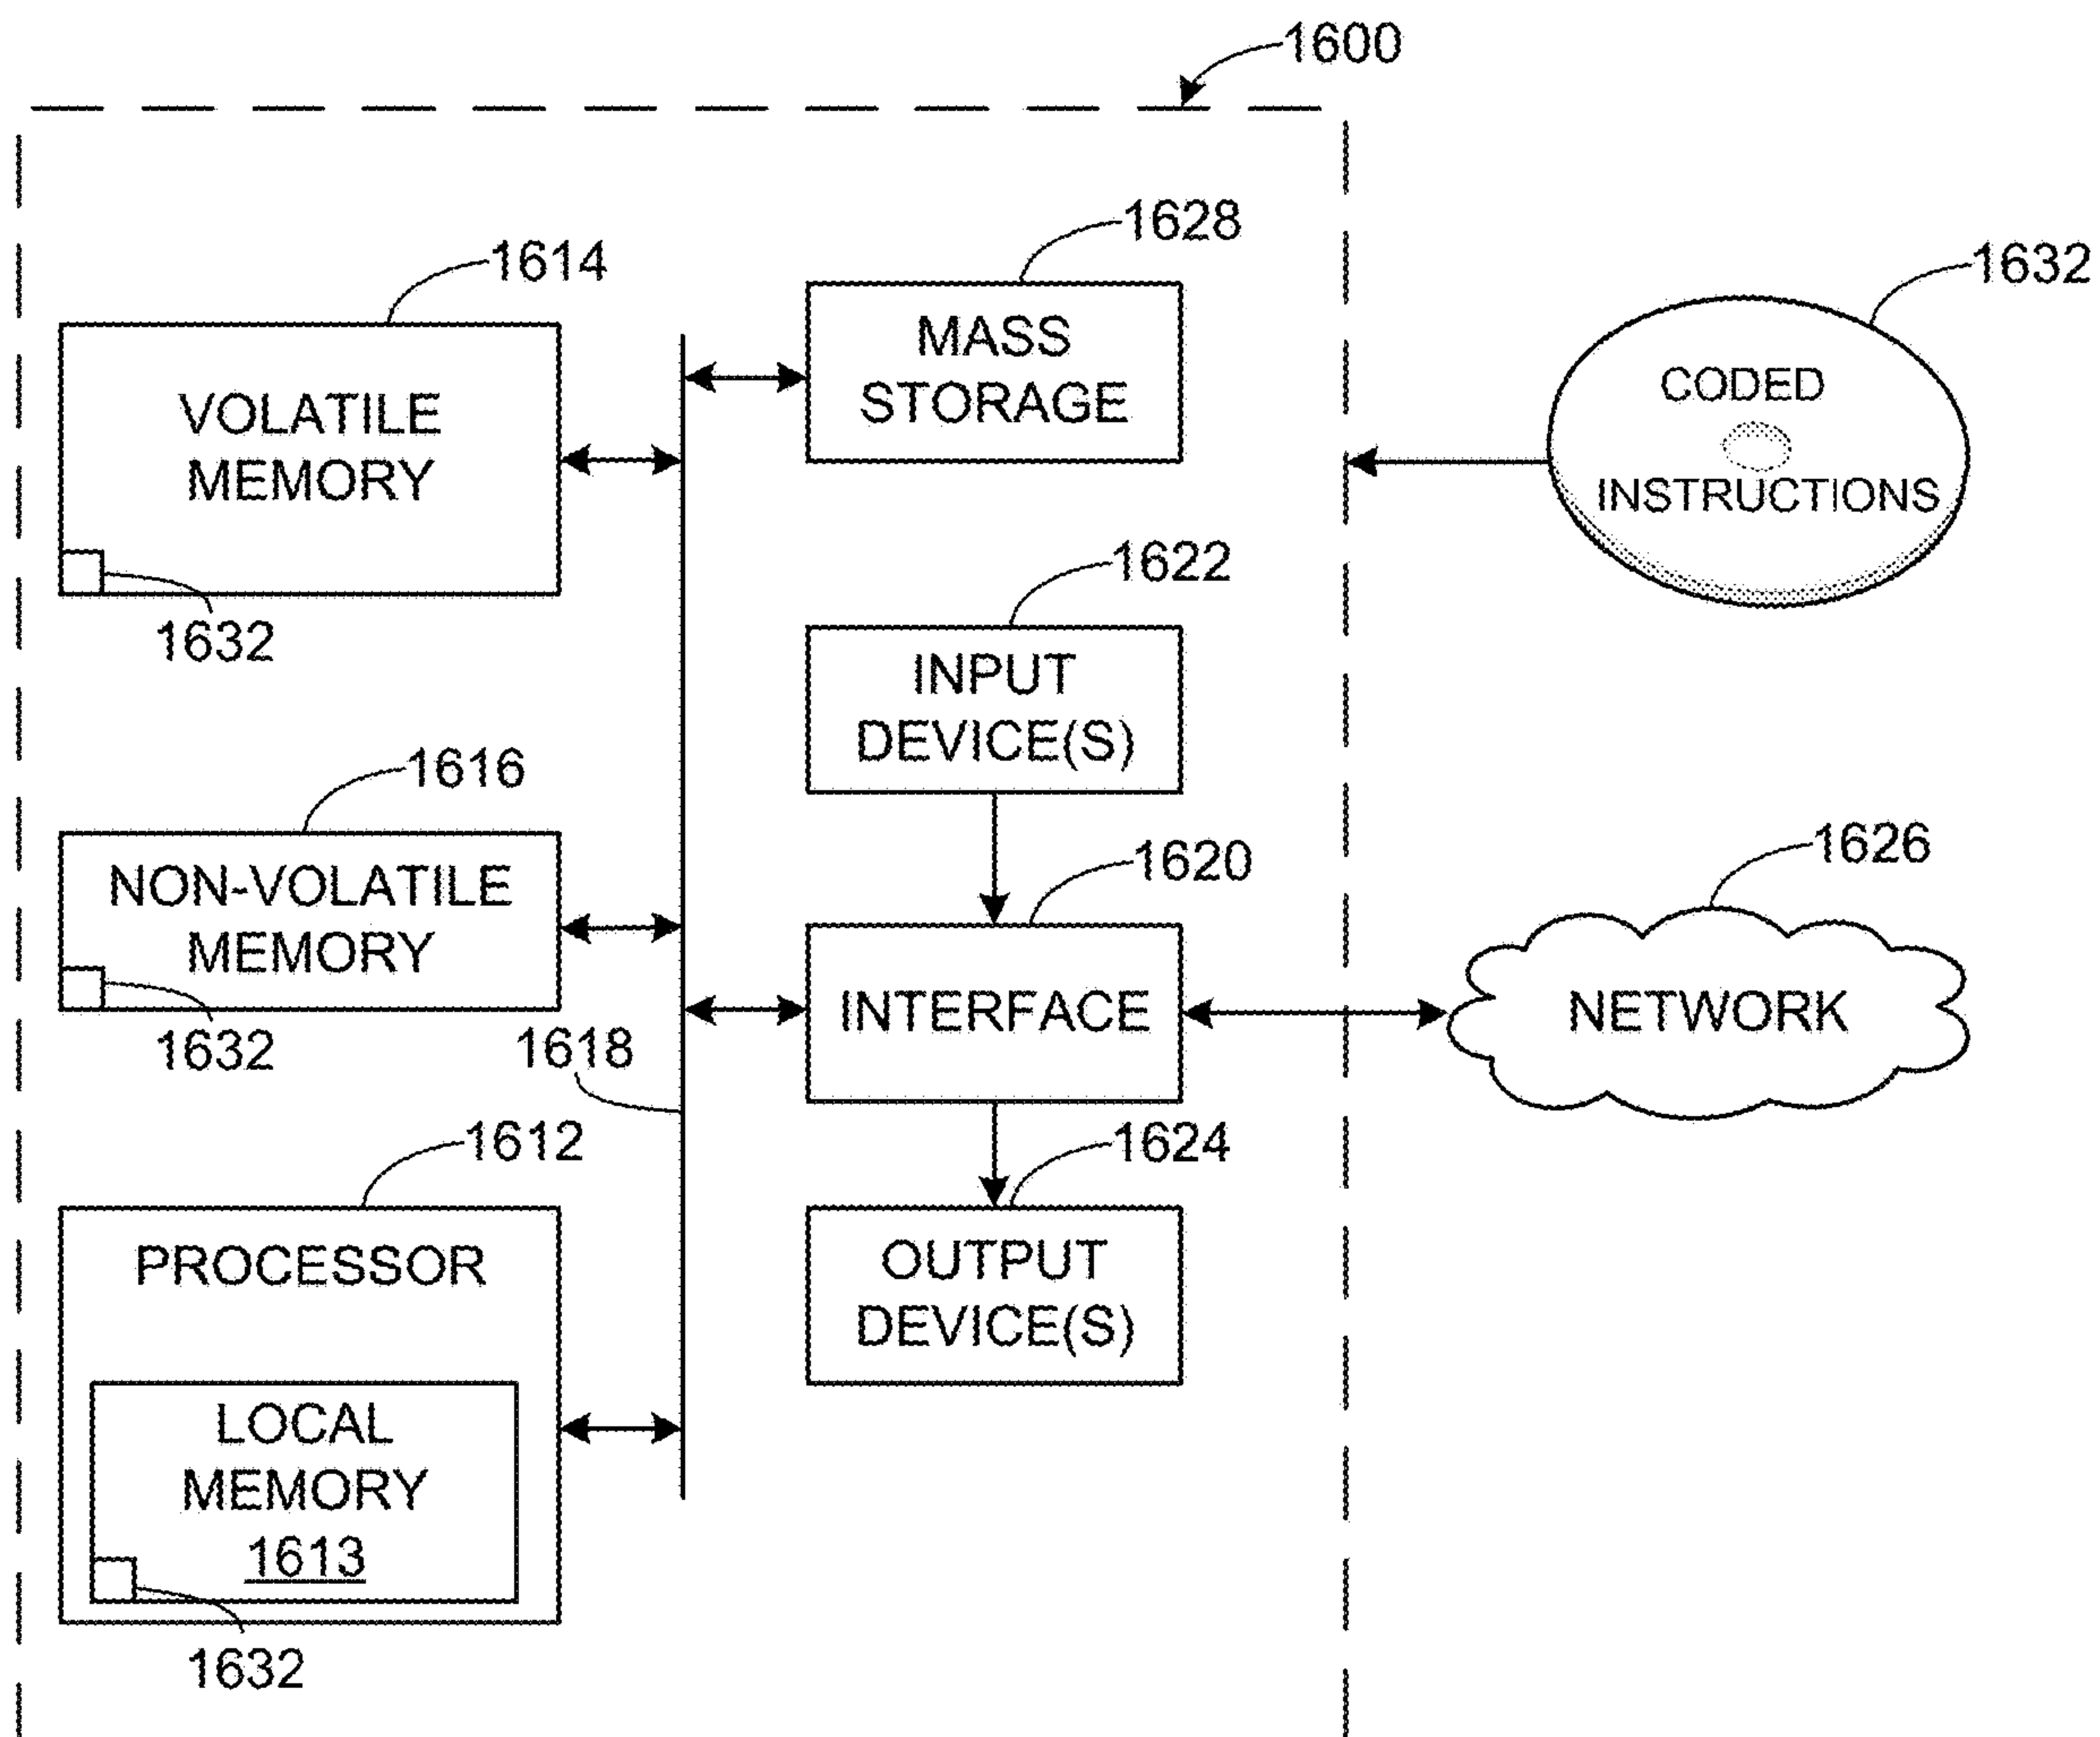 1600
1628
1614
1632
MASS
STORAGE
VOLATILE
MEMORY
CODED
INSTRUCTIONS
1622
1632
INPUT
DEVICE(S)
1616
1620
1626
NON-VOLATILE
MEMORY
INTERFACE
NETWORK
1632
1618
1612
1624
PROCESSOR
OUTPUT
DEVICE(S)
LOCAL
MEMORY
1613
1632